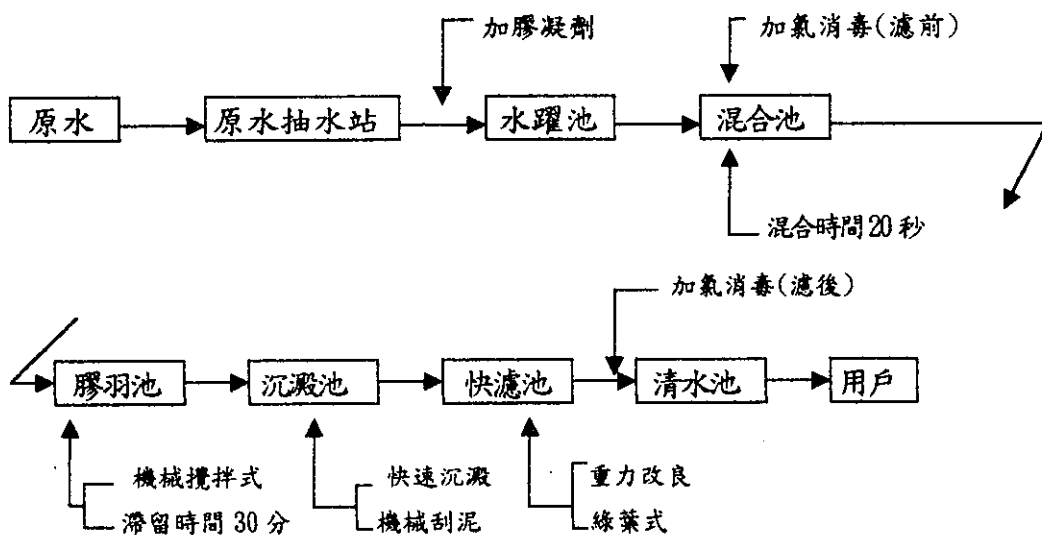 加膠凝劑
加氯消毒(濾前)
原水
原水抽水站
水躍池
混合池
混合時間20秒
加氯消毒(濾後)
膠羽池
沉澱池
快濾池
清水池
用戶
機械攪拌式
滯留時間30分
快速沉澱
機械刮泥
重力改良
綠葉式